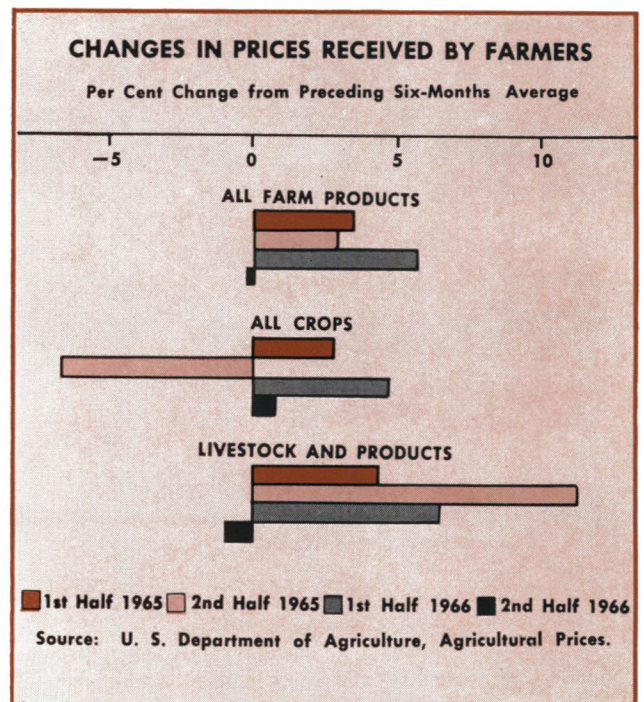 CHANGES IN PRICES RECEIVED BY FARMERS
Per Cent Change from Preceding Six-Months Average
−5 0 5 10
ALL FARM PRODUCTS
ALL CROPS
LIVESTOCK AND PRODUCTS
1st Half 1965 2nd Half 1965 1st Half 1966 2nd Half 1966
Source: U. S. Department of Agriculture, Agricultural Prices.